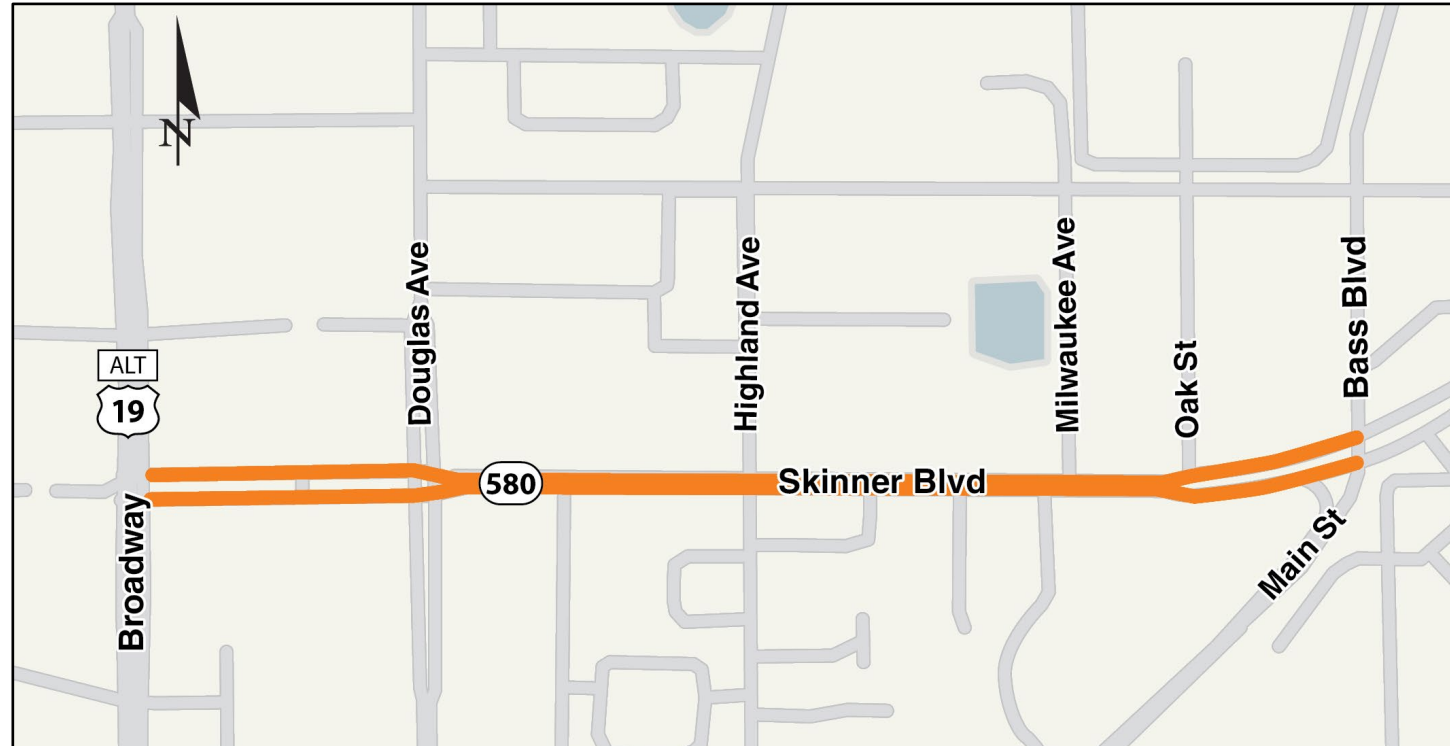 N
ALT
19
Broadway
Douglas Ave
580
Highland Ave
Skinner Blvd
Milwaukee Ave
Oak St
Bass Blvd
Main St